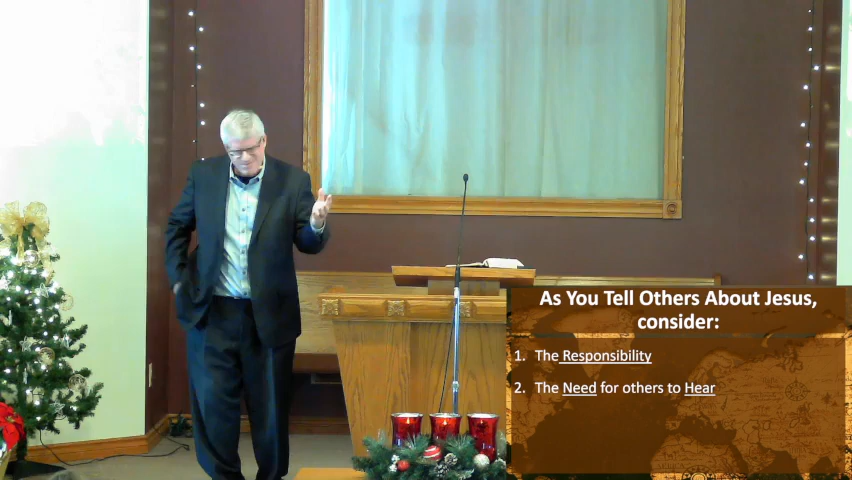 As You Tell Others About Jesus,
consider:
1. The Responsibility
2. The Need for others to Hear